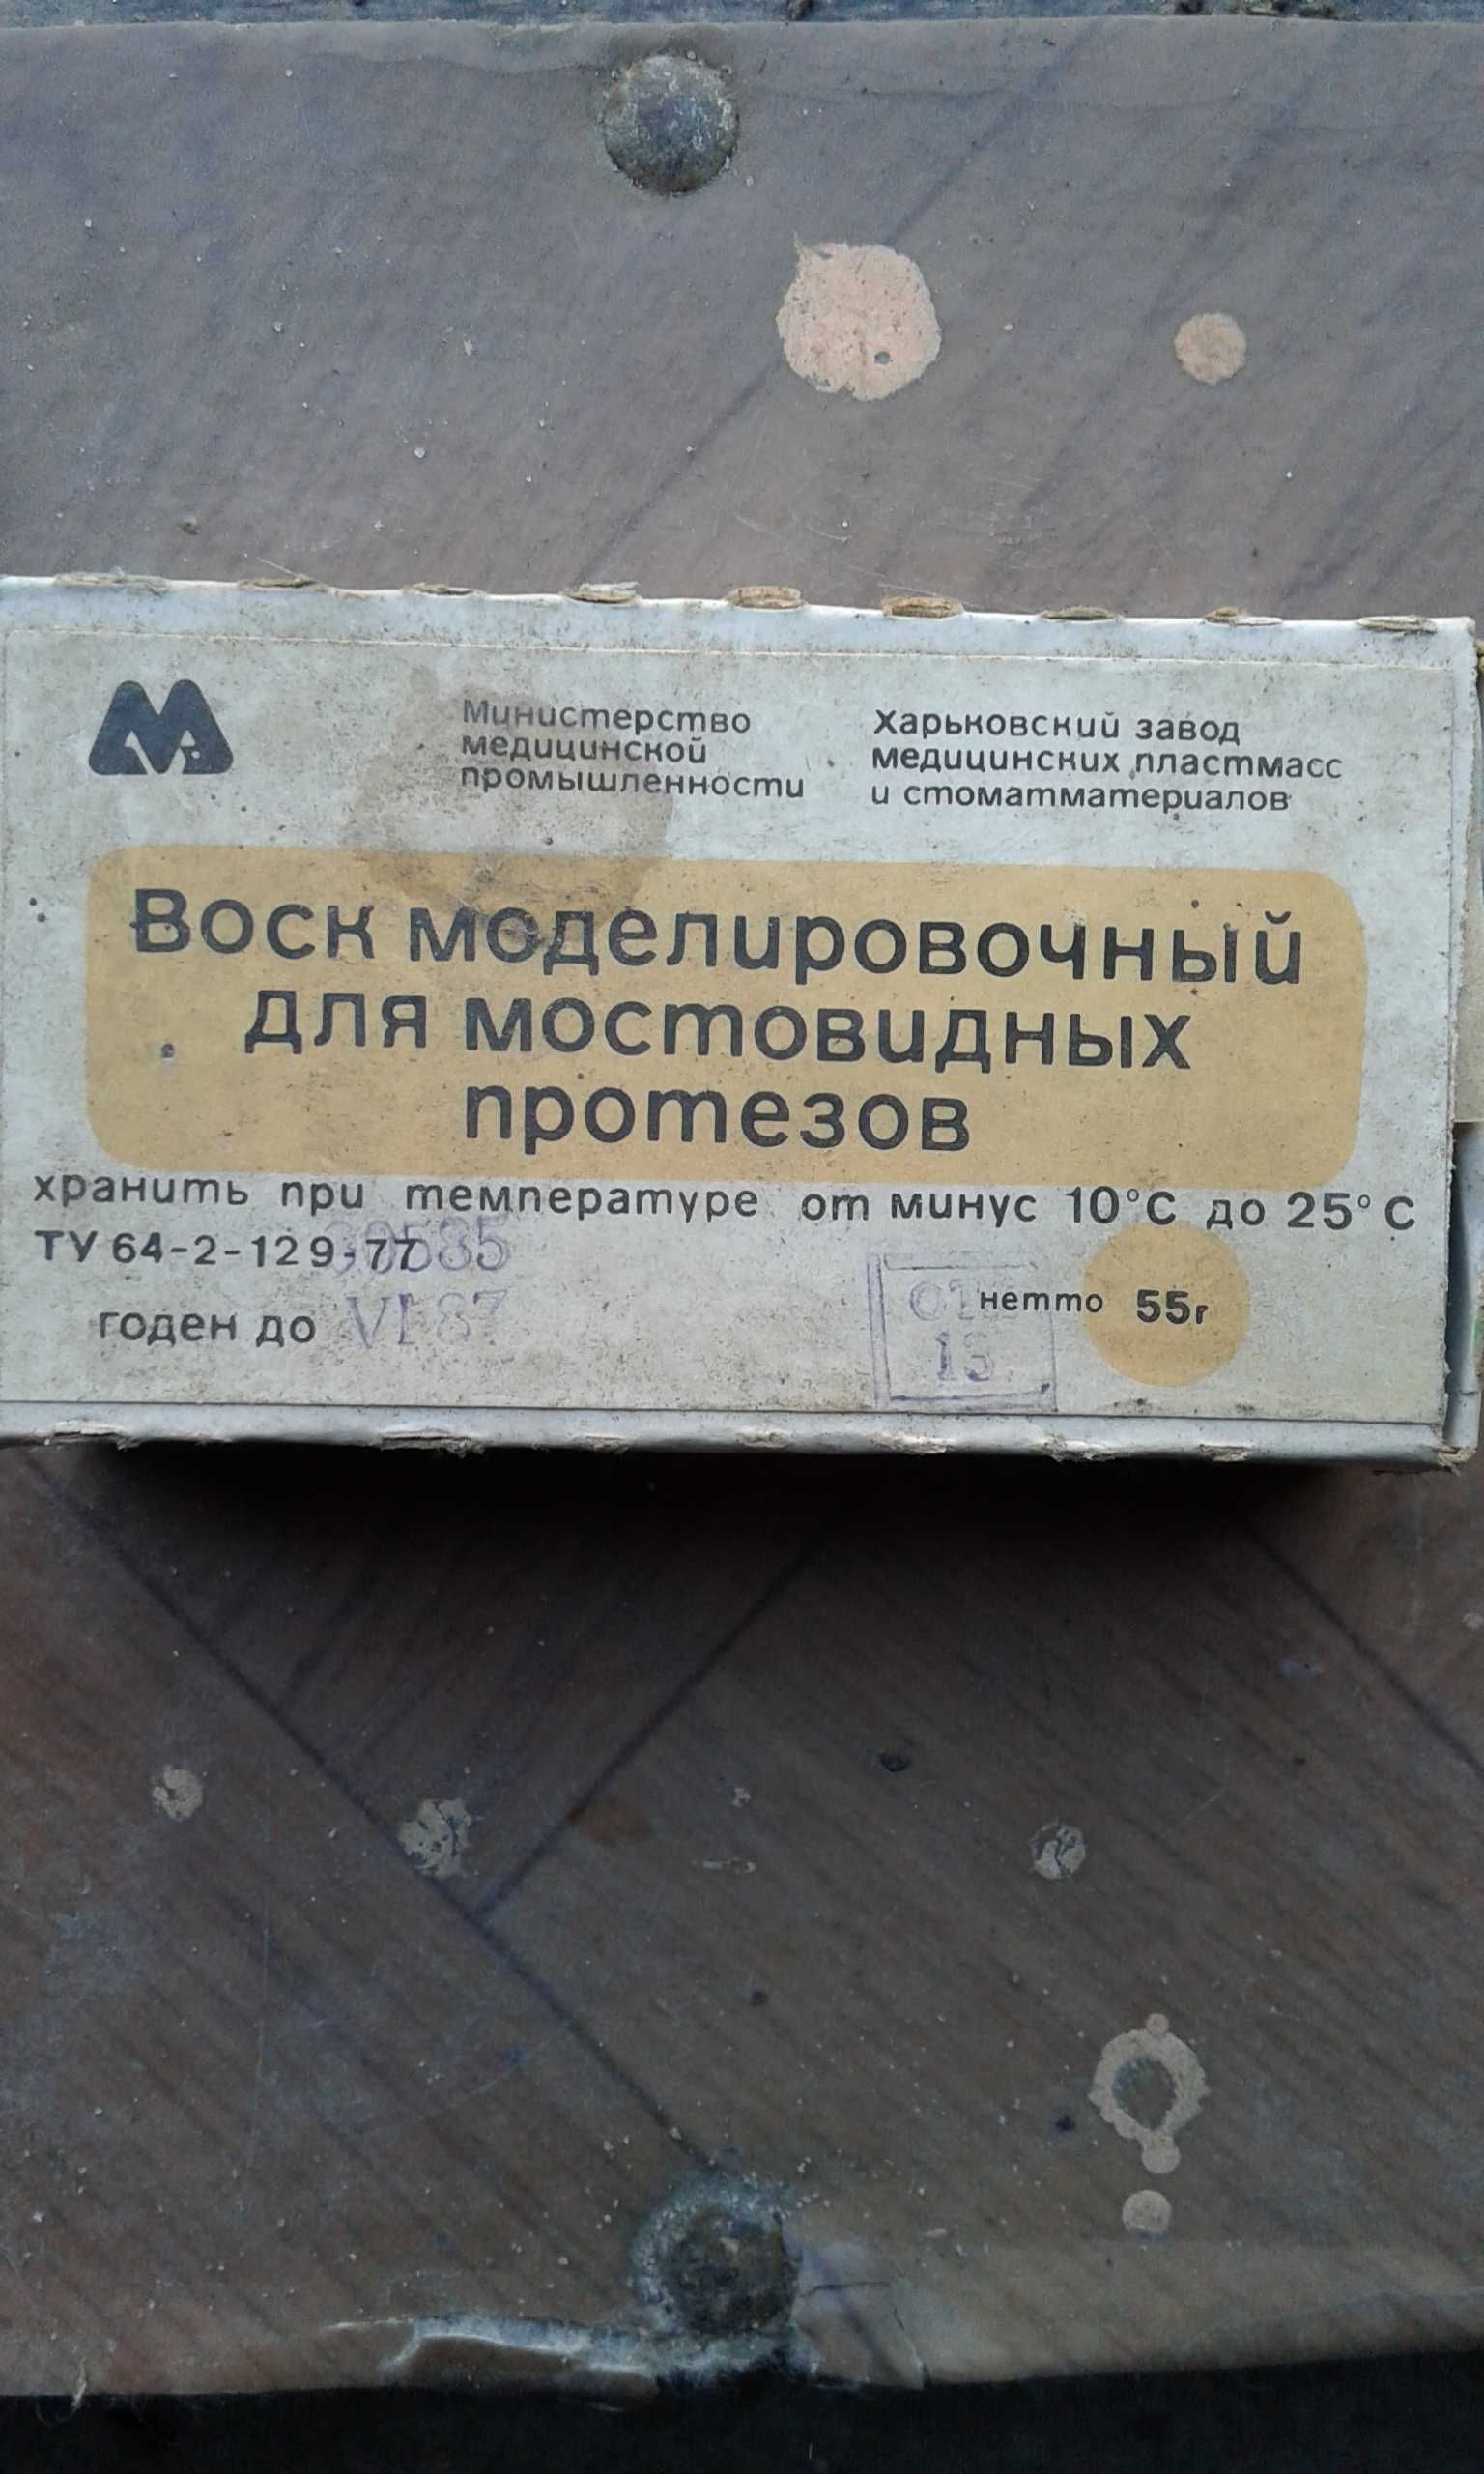 Министерство
медицинской
промышленности
Харьковский завод
медицинских пластмасс
и стоматматериалов
Воск моделировочный
для мостовидных
протезов
хранить при температуре от минус 10°С до 25°С
ТУ 64-2-129-77
годен до VI 87
нетто 55г
13